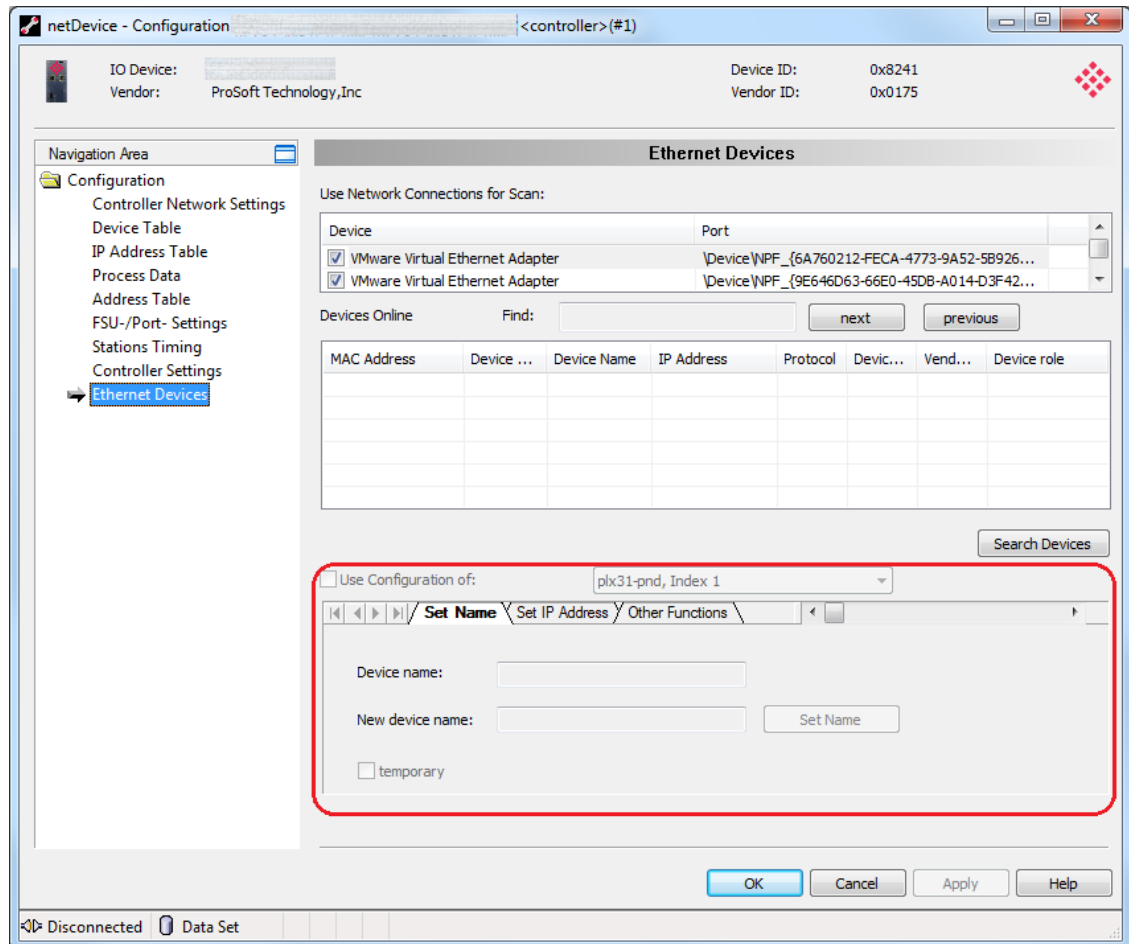 netDevice - Configuration <controller>(#1)
IO Device: Device ID: 0x8241
Vendor: ProSoft Technology,Inc Vendor ID: 0x0175
Navigation Area
Configuration
Controller Network Settings
Device Table
IP Address Table
Process Data
Address Table
FSU-/Port- Settings
Stations Timing
Controller Settings
Ethernet Devices
Ethernet Devices
Use Network Connections for Scan:
Device Port
VMware Virtual Ethernet Adapter \Device\NPF_{6A760212-FECA-4773-9A52-5B926...
VMware Virtual Ethernet Adapter \Device\NPF_{9E646D63-66E0-45DB-A014-D3F42...
Devices Online Find: next previous
MAC Address Device ... Device Name IP Address Protocol Devic... Vend... Device role
Search Devices
Use Configuration of: plx31-pnd, Index 1
Set Name Set IP Address Other Functions
Device name:
New device name: Set Name
temporary
OK Cancel Apply Help
Disconnected Data Set